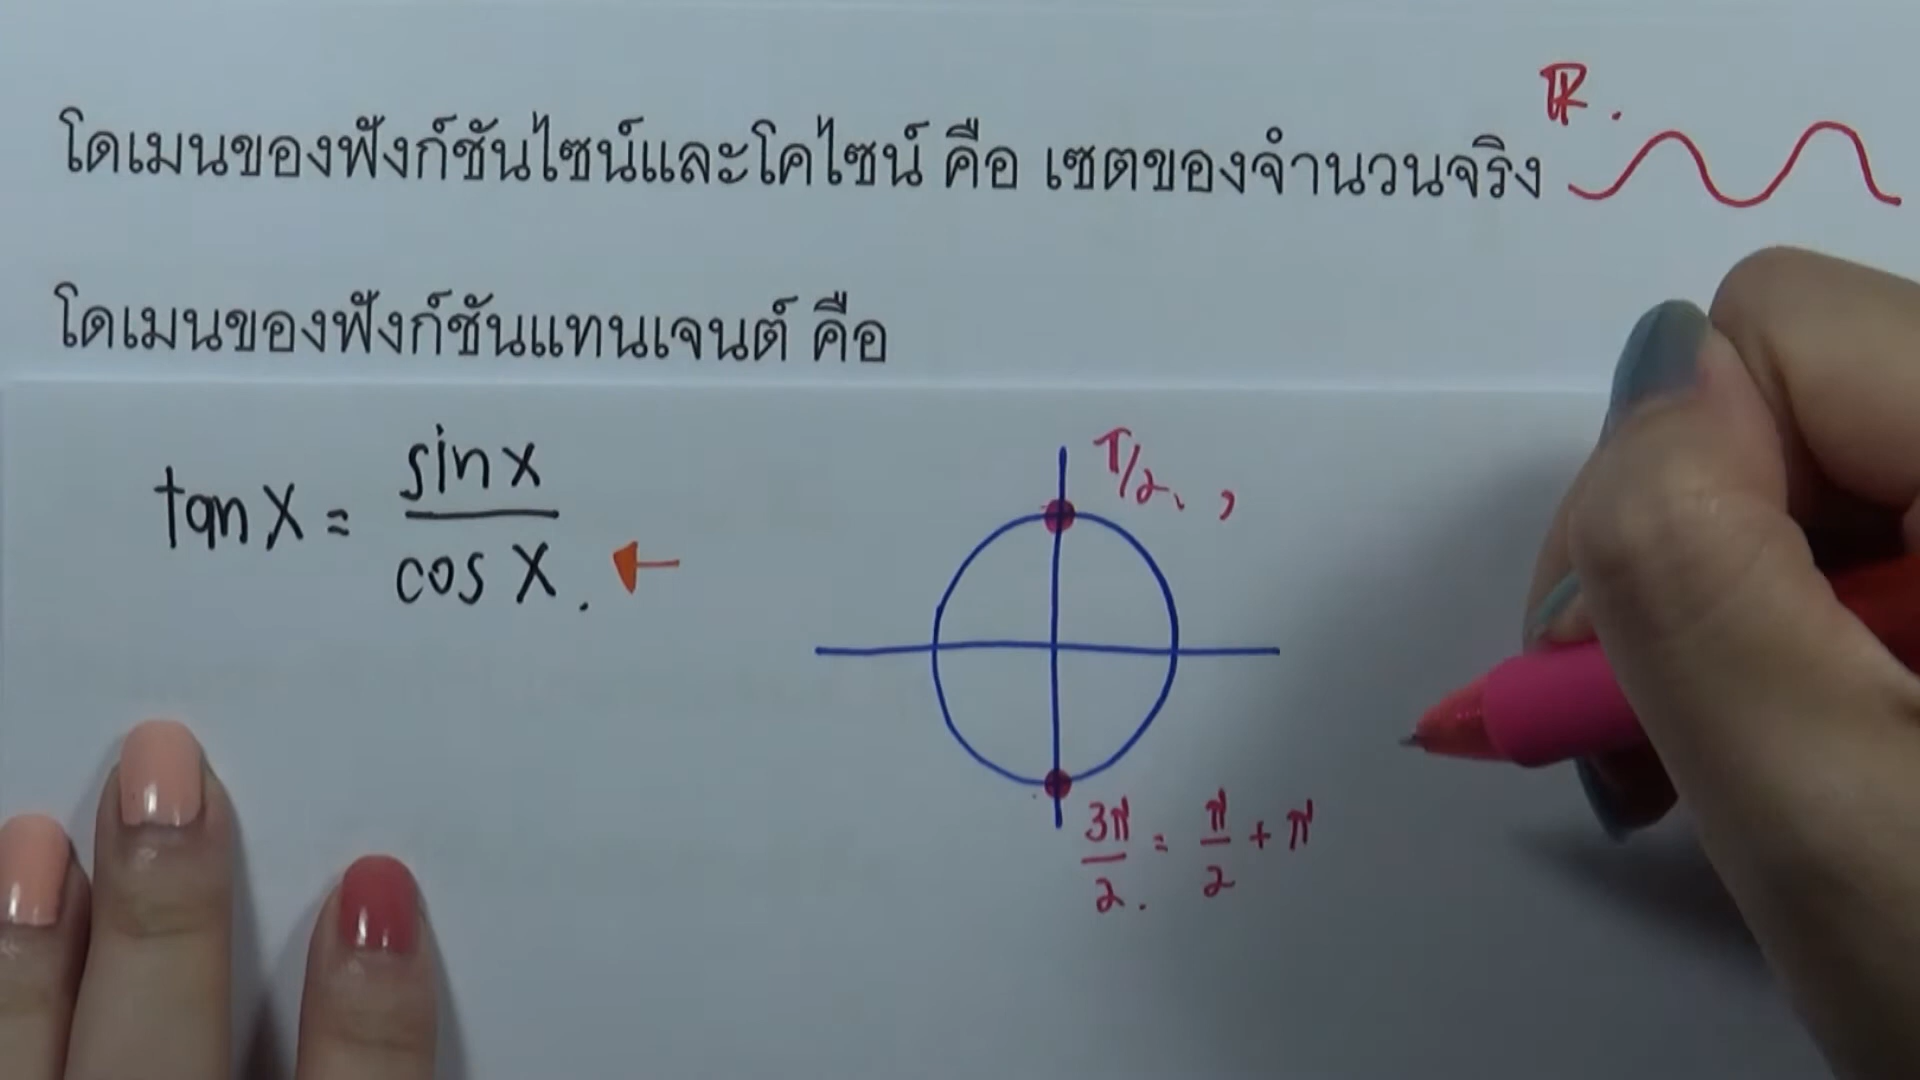 ℝ.
โดเมนของฟังก์ชันไซน์และโคไซน์ คือ เซตของจำนวนจริง
โดเมนของฟังก์ชันแทนเจนต์ คือ
tan x = sin x / cos x.
π/2, ,
3π/2. = π/2 + π